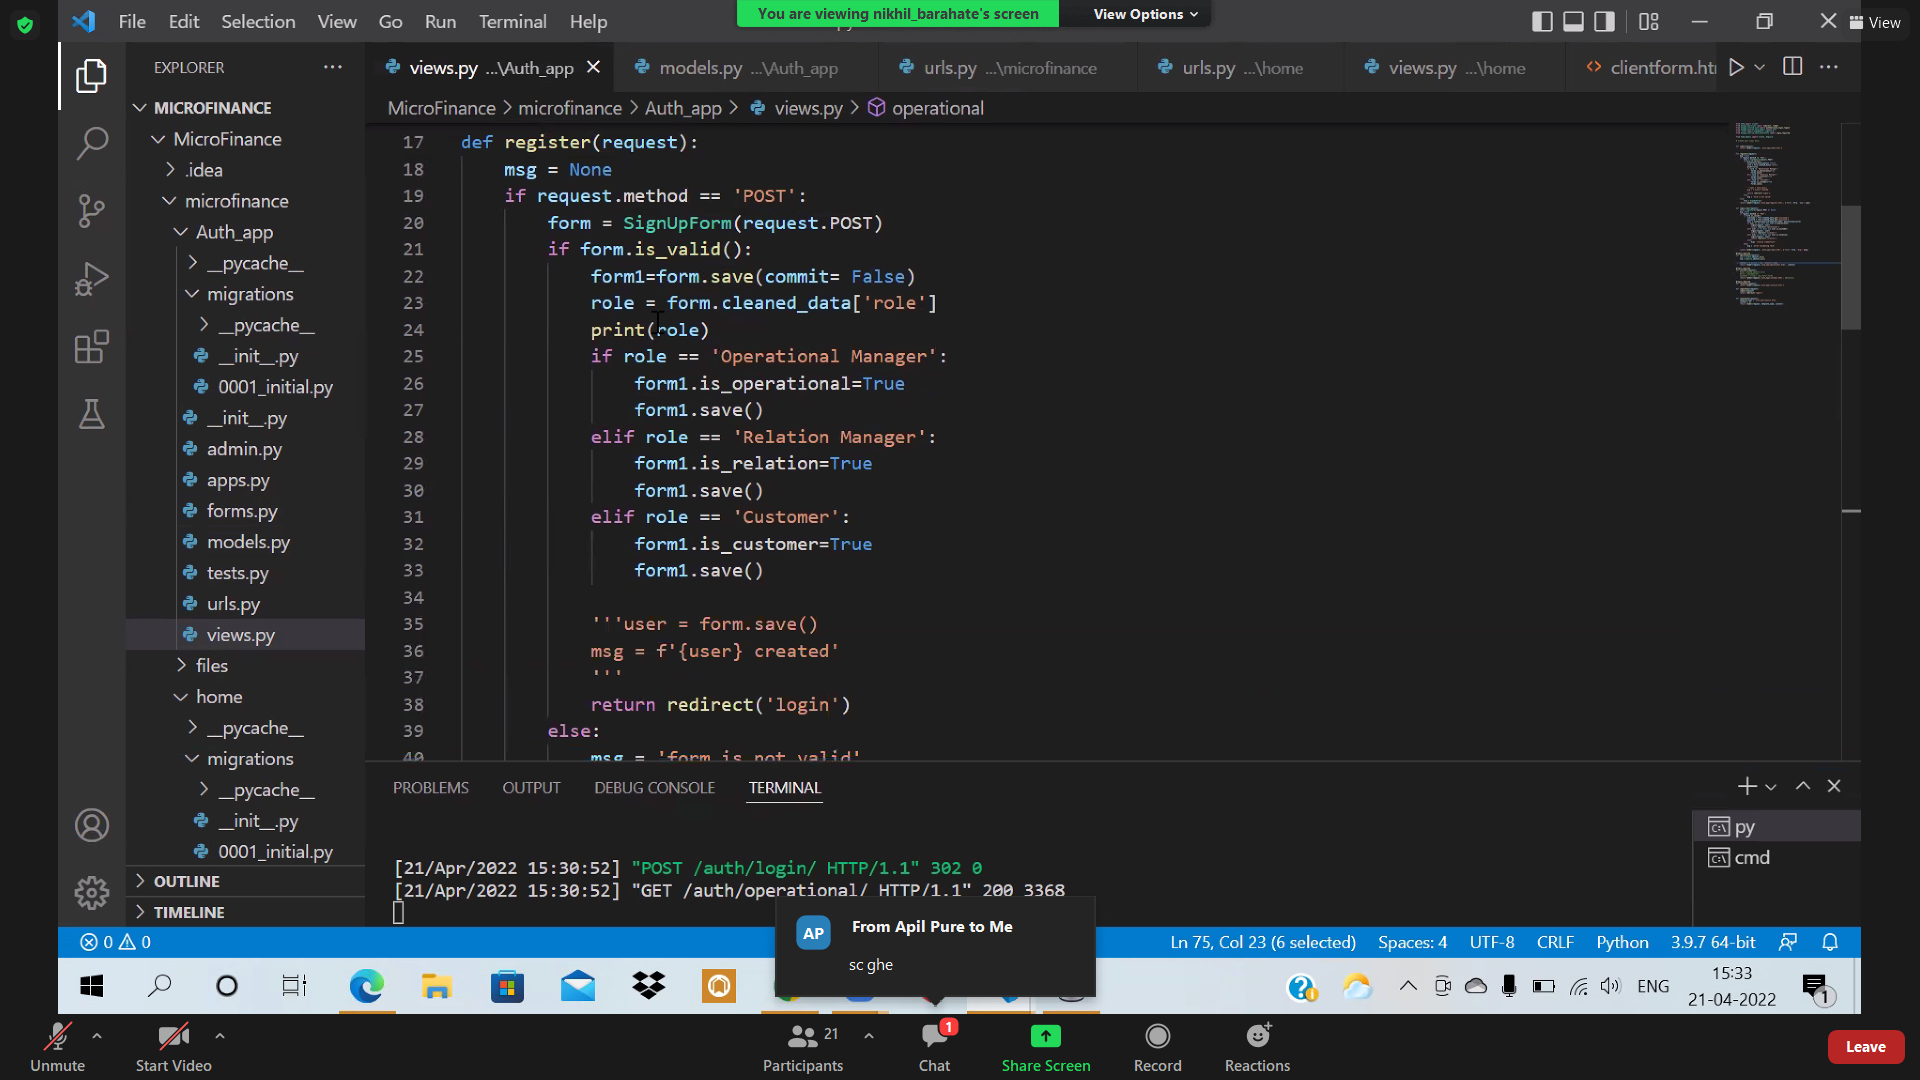 You are viewing nikhil_barahate's screen
View Options
View
File Edit Selection View Go Run Terminal Help
EXPLORER
views.py ...\Auth_app
models.py ...\Auth_app
urls.py ...\microfinance
urls.py ...\home
views.py ...\home
clientform.ht
MicroFinance > microfinance > Auth_app > views.py > operational
MICROFINANCE
MicroFinance
.idea
microfinance
Auth_app
__pycache__
migrations
__pycache__
__init__.py
0001_initial.py
__init__.py
admin.py
apps.py
forms.py
models.py
tests.py
urls.py
views.py
files
home
__pycache__
migrations
__pycache__
__init__.py
0001_initial.py
OUTLINE
TIMELINE
17 def register(request):
18 msg = None
19 if request.method == 'POST':
20 form = SignUpForm(request.POST)
21 if form.is_valid():
22 form1=form.save(commit= False)
23 role = form.cleaned_data['role']
24 print(role)
25 if role == 'Operational Manager':
26 form1.is_operational=True
27 form1.save()
28 elif role == 'Relation Manager':
29 form1.is_relation=True
30 form1.save()
31 elif role == 'Customer':
32 form1.is_customer=True
33 form1.save()
34
35 '''user = form.save()
36 msg = f'{user} created'
37 '''
38 return redirect('login')
39 else:
40 msg = 'form is not valid'
PROBLEMS OUTPUT DEBUG CONSOLE TERMINAL
py
cmd
[21/Apr/2022 15:30:52] "POST /auth/login/ HTTP/1.1" 302 0
[21/Apr/2022 15:30:52] "GET /auth/operational/ HTTP/1.1" 200 3368
AP
From Apil Pure to Me
sc ghe
0 0
Ln 75, Col 23 (6 selected) Spaces: 4 UTF-8 CRLF Python 3.9.7 64-bit
ENG
15:33
21-04-2022
1
Unmute
Start Video
21
Participants
1
Chat
Share Screen
Record
Reactions
Leave